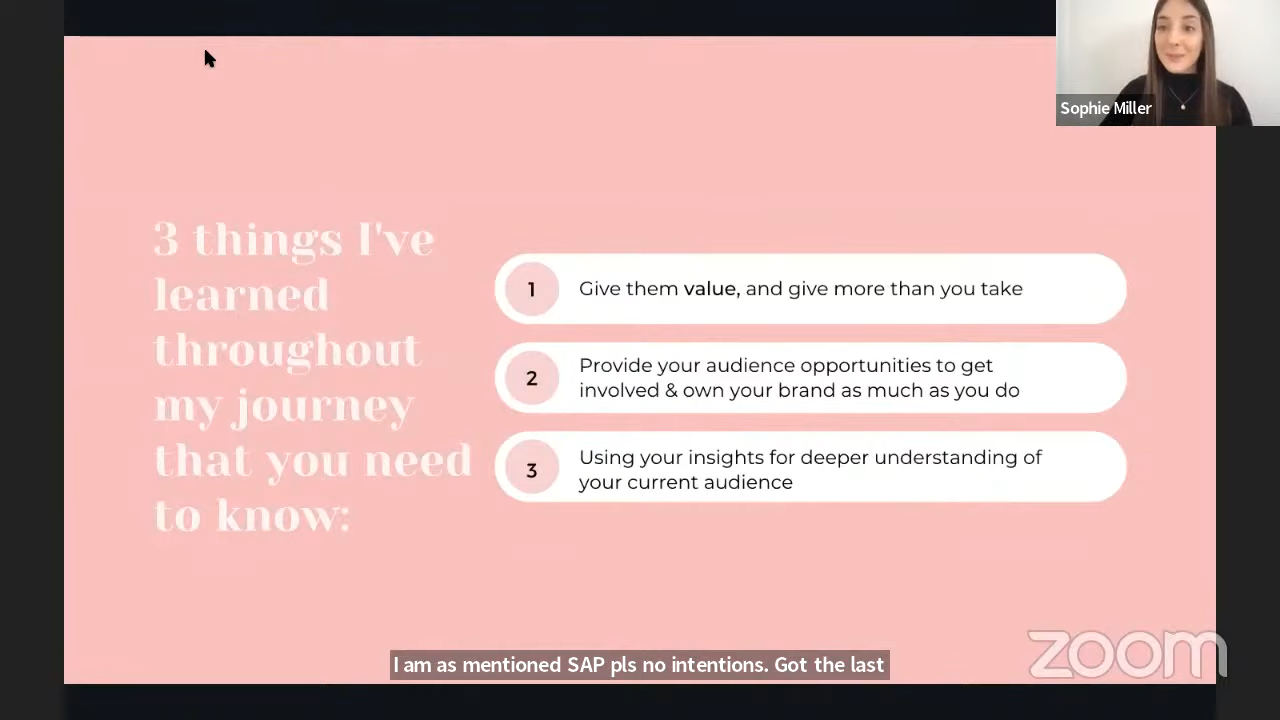 Sophie Miller
3 things I've
learned
throughout
my journey
that you need
to know:
1
Give them value, and give more than you take
2
Provide your audience opportunities to get
involved & own your brand as much as you do
3
Using your insights for deeper understanding of
your current audience
I am as mentioned SAP pls no intentions. Got the last
zoom